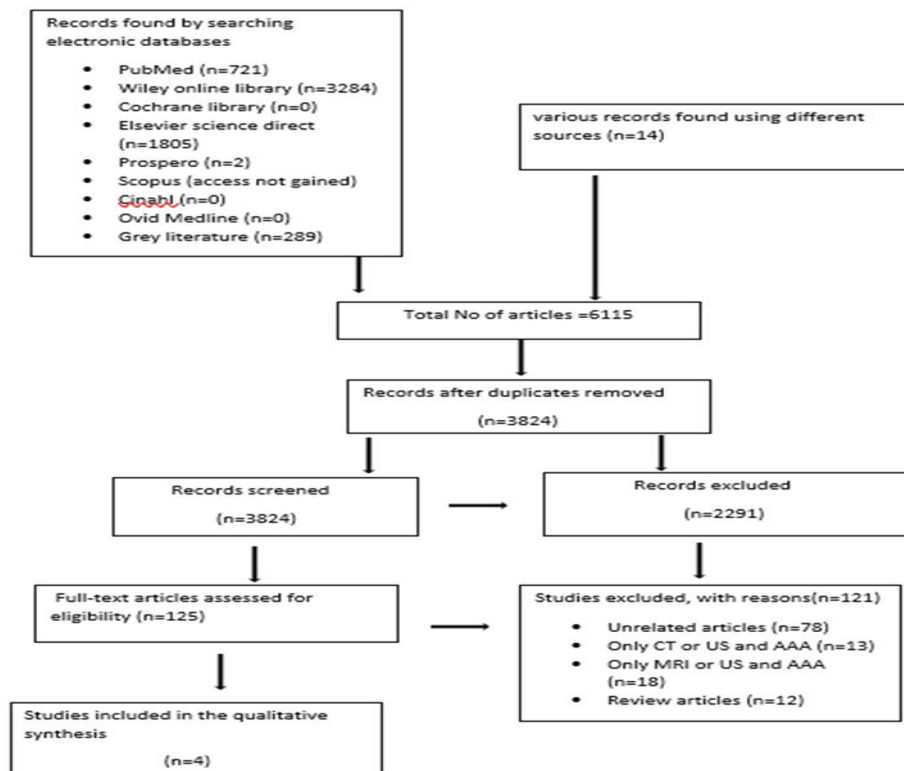 Records found by searching
electronic databases
• PubMed (n=721)
• Wiley online library (n=3284)
• Cochrane library (n=0)
• Elsevier science direct
(n=1805)
• Prospero (n=2)
• Scopus (access not gained)
• Cinahl (n=0)
• Ovid Medline (n=0)
• Grey literature (n=289)
various records found using different
sources (n=14)
Total No of articles =6115
Records after duplicates removed
(n=3824)
Records screened
(n=3824)
Records excluded
(n=2291)
Full-text articles assessed for
eligibility (n=125)
Studies excluded, with reasons(n=121)
• Unrelated articles (n=78)
• Only CT or US and AAA (n=13)
• Only MRI or US and AAA
(n=18)
• Review articles (n=12)
Studies included in the qualitative
synthesis
(n=4)